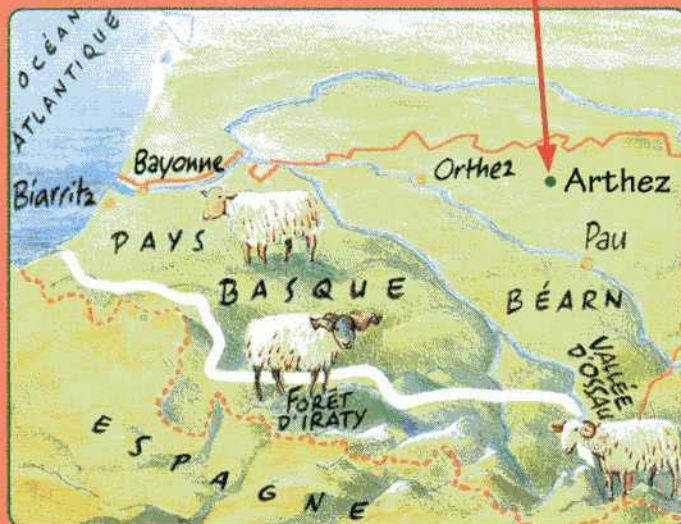 OCÉAN
ATLANTIQUE
Bayonne
Orthez
Arthez
Biarritz
PAYS
BASQUE
Pau
BÉARN
VALLÉE
D'OSSAU
FORÊT
D'IRATY
ESPAGNE